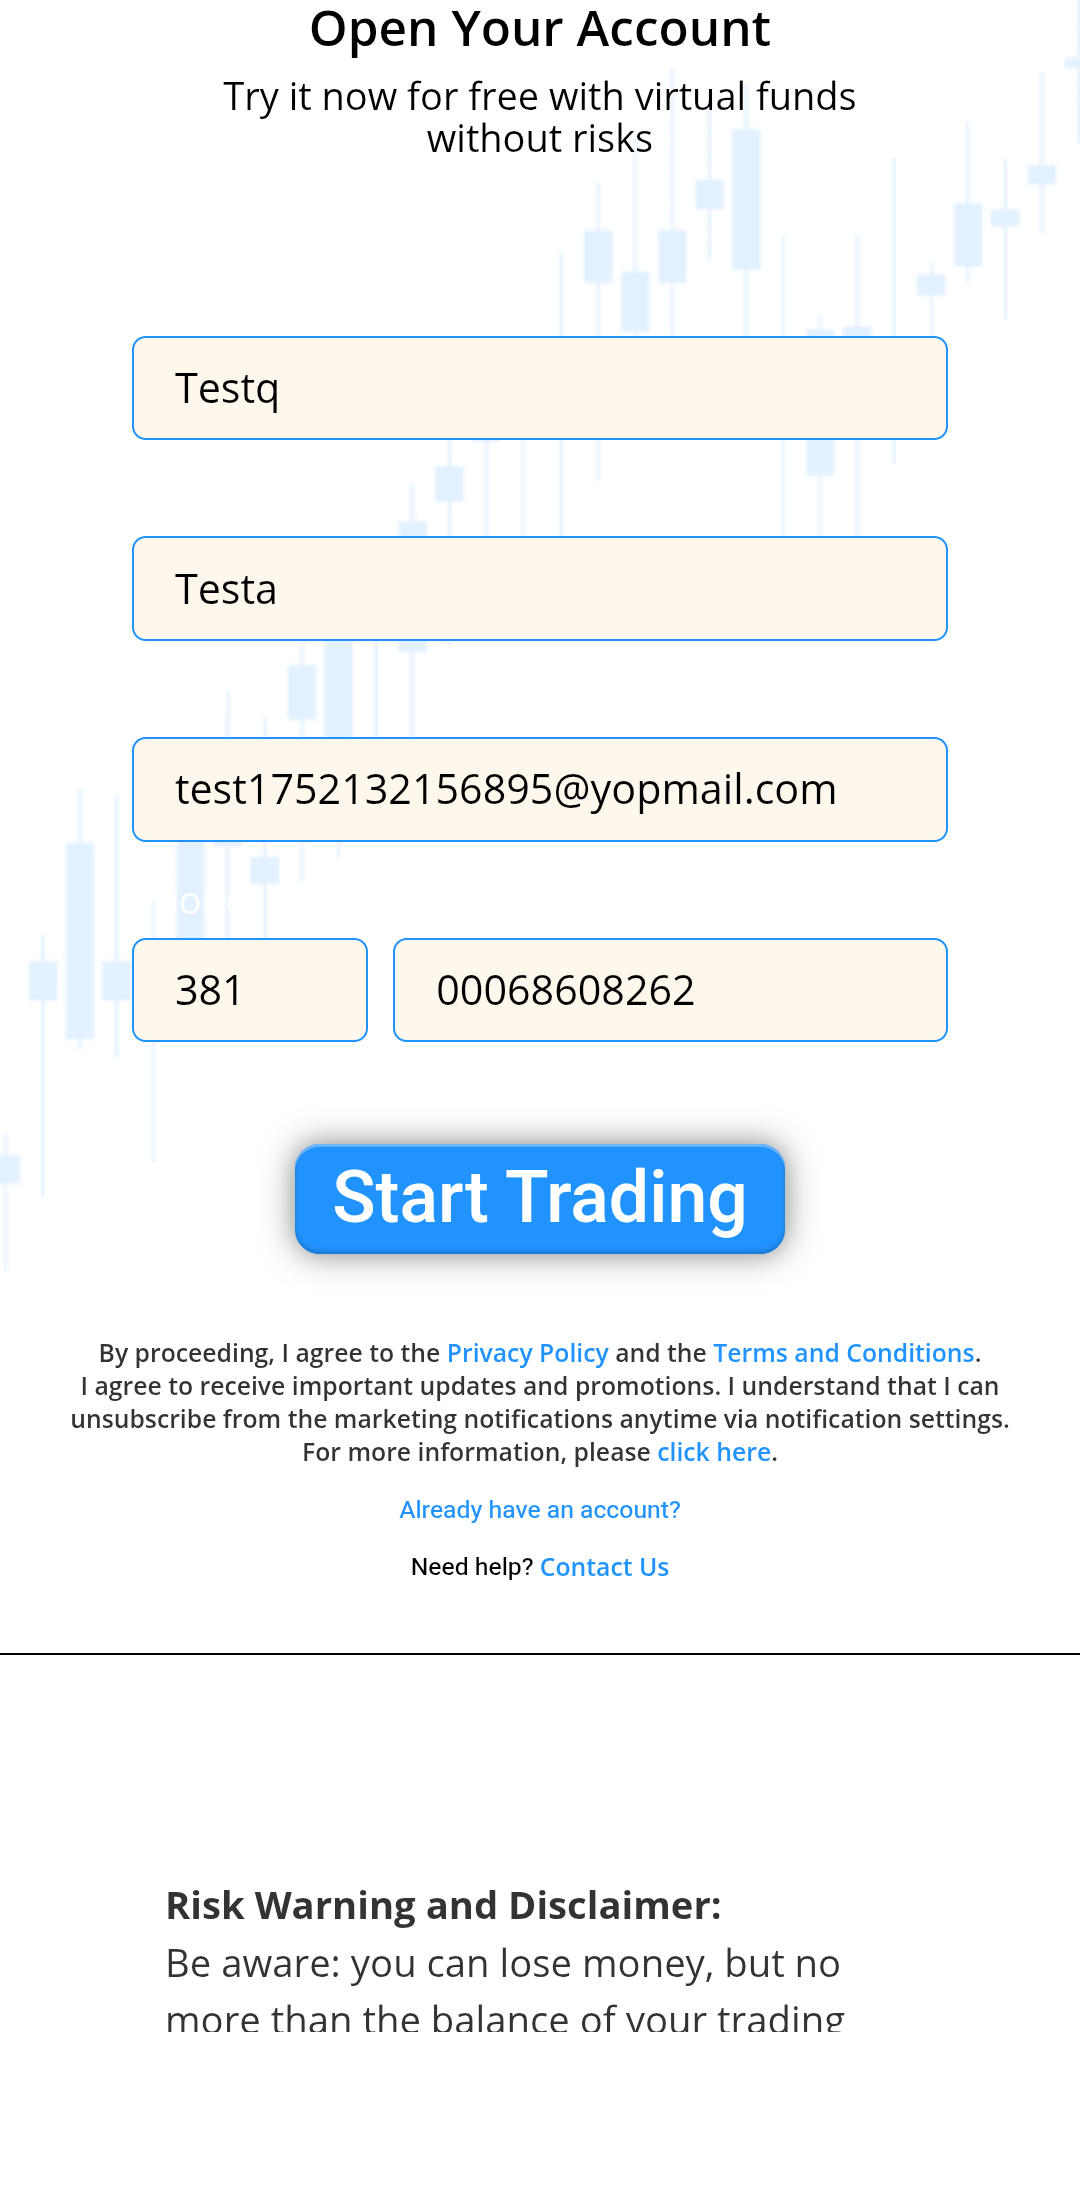 Open Your Account
Try it now for free with virtual funds
without risks
Testq
Testa
test1752132156895@yopmail.com
381
00068608262
Start Trading
By proceeding, I agree to the Privacy Policy and the Terms and Conditions.
I agree to receive important updates and promotions. I understand that I can
unsubscribe from the marketing notifications anytime via notification settings.
For more information, please click here.
Already have an account?
Need help? Contact Us
Risk Warning and Disclaimer:
Be aware: you can lose money, but no
more than the balance of your trading